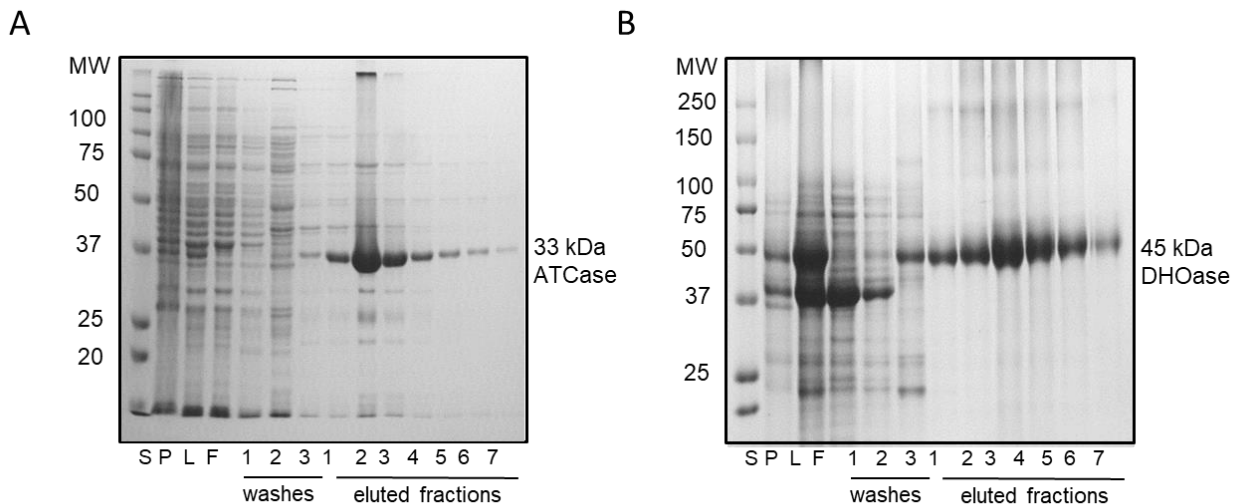 A
MW
100
75
50
37
25
20
33 kDa
ATCase
S P L F 1 2 3 1 2 3 4 5 6 7
washes eluted fractions
B
MW
250
150
100
75
50
37
25
45 kDa
DHOase
S P L F 1 2 3 1 2 3 4 5 6 7
washes eluted fractions